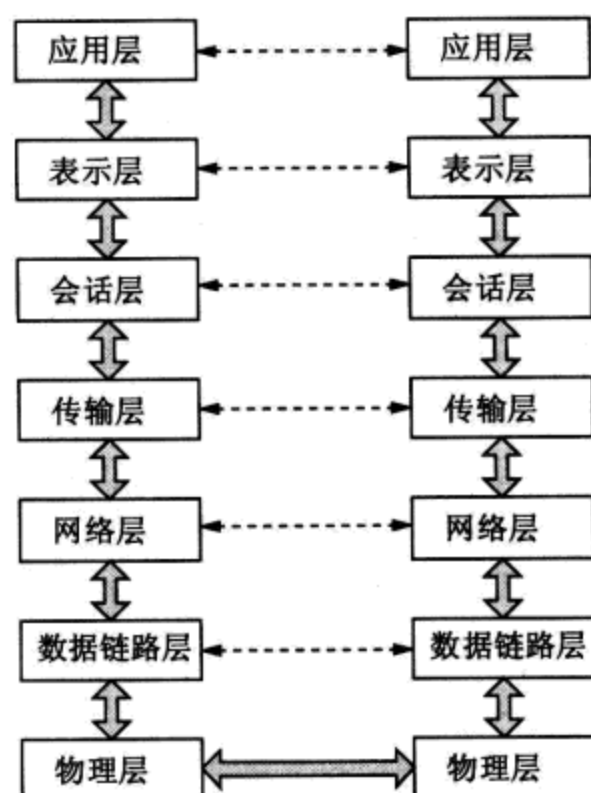 应用层 应用层
表示层 表示层
会话层 会话层
传输层 传输层
网络层 网络层
数据链路层 数据链路层
物理层 物理层